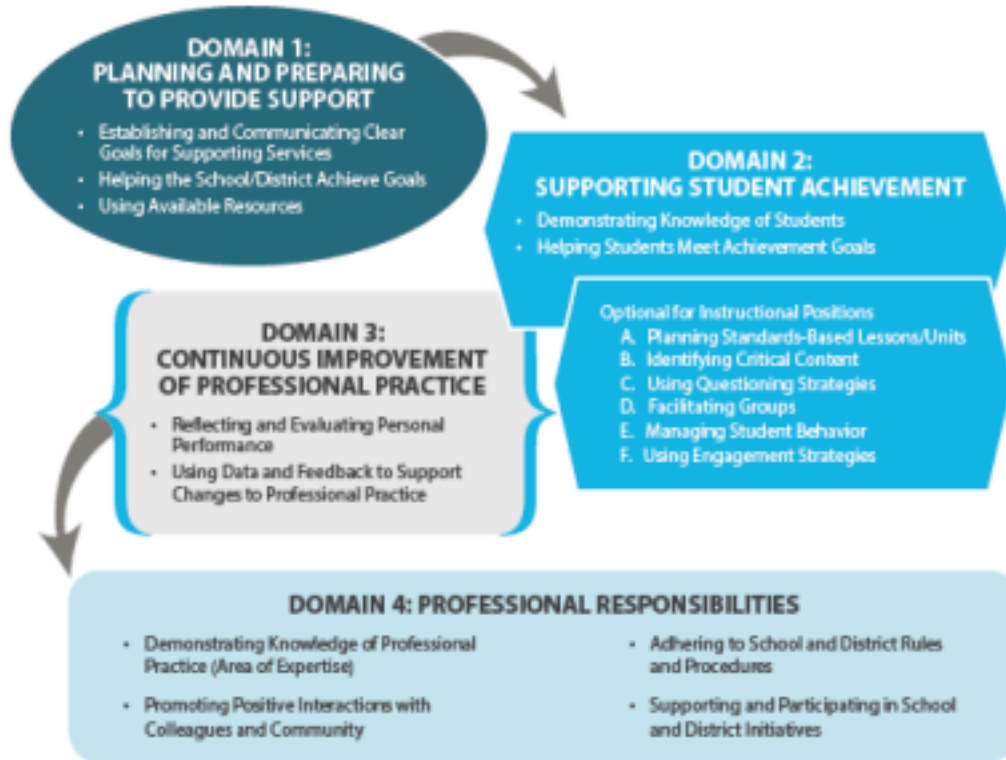 DOMAIN 1:
PLANNING AND PREPARING
TO PROVIDE SUPPORT
• Establishing and Communicating Clear
Goals for Supporting Services
• Helping the School/District Achieve Goals
• Using Available Resources
DOMAIN 2:
SUPPORTING STUDENT ACHIEVEMENT
• Demonstrating Knowledge of Students
• Helping Students Meet Achievement Goals
Optional for Instructional Positions
A. Planning Standards-Based Lessons/Units
B. Identifying Critical Content
C. Using Questioning Strategies
D. Facilitating Groups
E. Managing Student Behavior
F. Using Engagement Strategies
DOMAIN 3:
CONTINUOUS IMPROVEMENT
OF PROFESSIONAL PRACTICE
• Reflecting and Evaluating Personal
Performance
• Using Data and Feedback to Support
Changes to Professional Practice
DOMAIN 4: PROFESSIONAL RESPONSIBILITIES
• Demonstrating Knowledge of Professional
Practice (Area of Expertise)
• Promoting Positive Interactions with
Colleagues and Community
• Adhering to School and District Rules
and Procedures
• Supporting and Participating in School
and District Initiatives